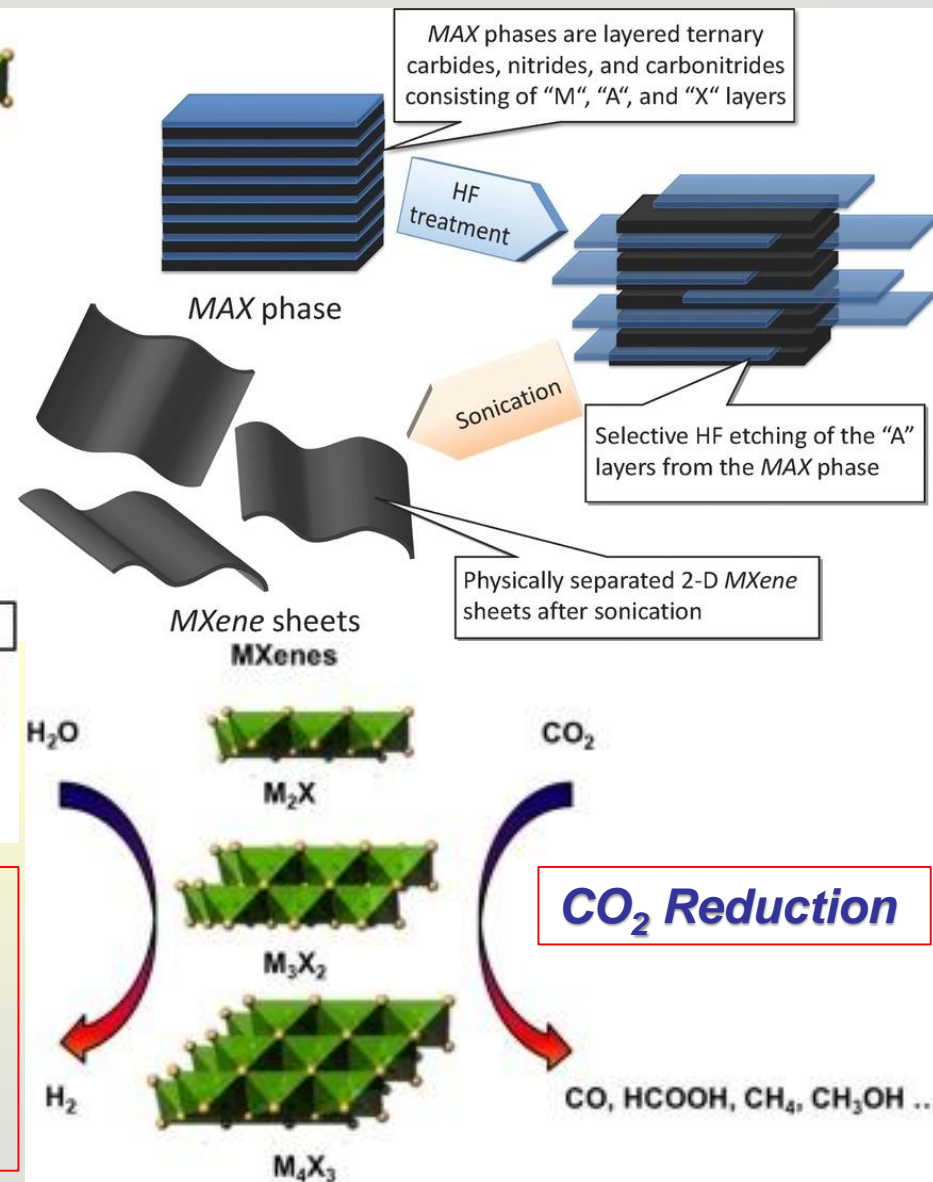 MAX phases are layered ternary
carbides, nitrides, and carbonitrides
consisting of “M“, “A“, and “X“ layers
HF
treatment
MAX phase
Sonication
Selective HF etching of the “A”
layers from the MAX phase
Physically separated 2-D MXene
sheets after sonication
MXene sheets
MXenes
H₂O
CO₂
M₂X
CO₂ Reduction
M₃X₂
H₂
CO, HCOOH, CH₄, CH₃OH ...
M₄X₃